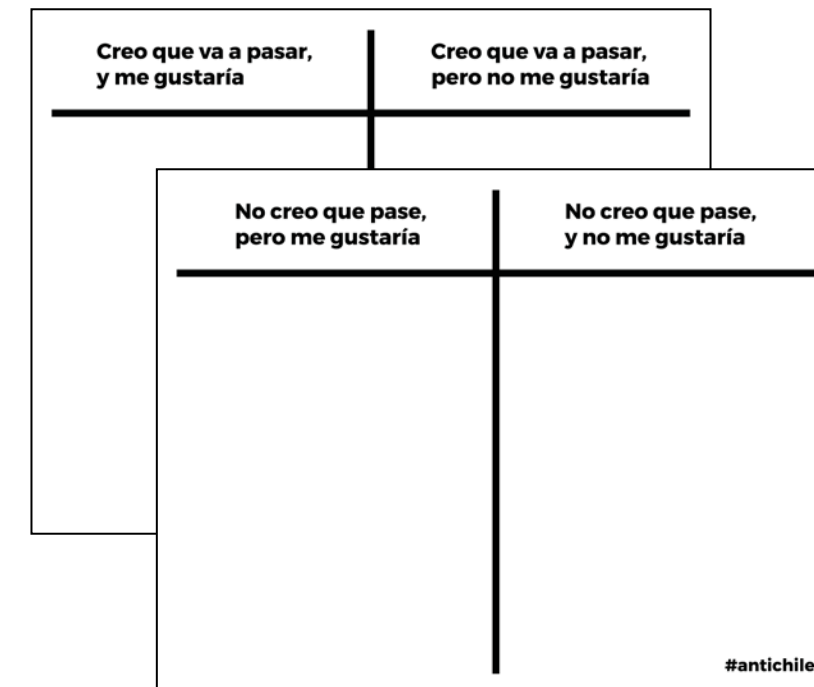 Creo que va a pasar,
y me gustaría
Creo que va a pasar,
pero no me gustaría
No creo que pase,
pero me gustaría
No creo que pase,
y no me gustaría
#antichile